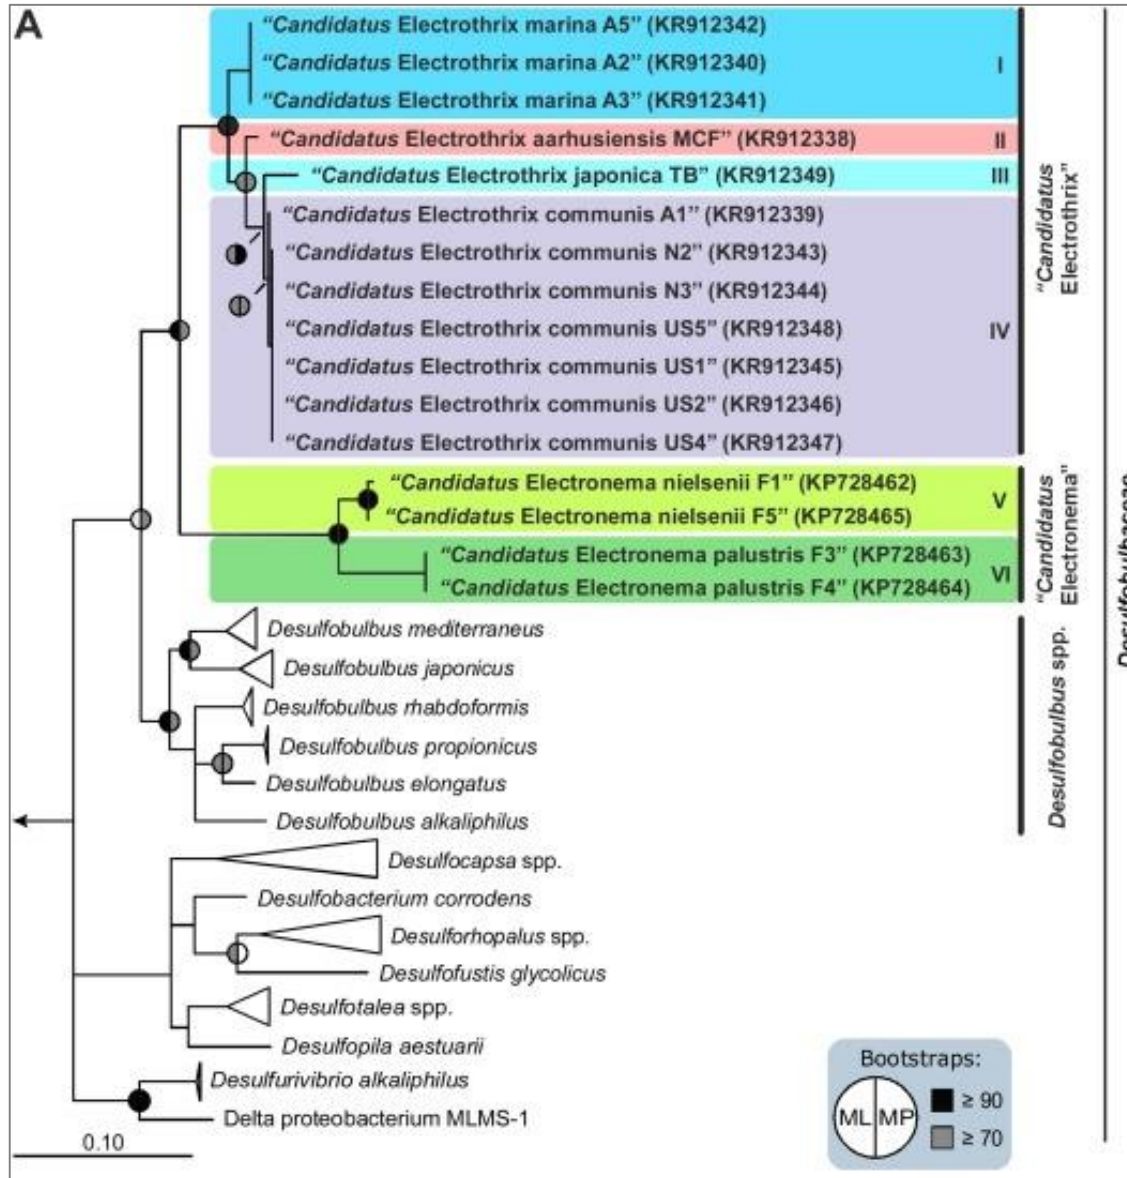 A
“Candidatus Electrothrix marina A5” (KR912342)
“Candidatus Electrothrix marina A2” (KR912340)
I
“Candidatus Electrothrix marina A3” (KR912341)
“Candidatus Electrothrix aarhusiensis MCF” (KR912338)
II
“Candidatus Electrothrix japonica TB” (KR912349)
III
“Candidatus Electrothrix communis A1” (KR912339)
“Candidatus Electrothrix communis N2” (KR912343)
“Candidatus Electrothrix communis N3” (KR912344)
“Candidatus Electrothrix communis US5” (KR912348)
IV
“Candidatus Electrothrix communis US1” (KR912345)
“Candidatus Electrothrix communis US2” (KR912346)
“Candidatus Electrothrix communis US4” (KR912347)
“Candidatus
Electrothrix”
“Candidatus Electronema nielsenii F1” (KP728462)
V
“Candidatus Electronema nielsenii F5” (KP728465)
“Candidatus Electronema palustris F3” (KP728463)
VI
“Candidatus Electronema palustris F4” (KP728464)
“Candidatus
Electronema”
Desulfobulbus mediterraneus
Desulfobulbus japonicus
Desulfobulbus rhabdoformis
Desulfobulbus propionicus
Desulfobulbus elongatus
Desulfobulbus alkaliphilus
Desulfobulbus spp.
Desulfocapsa spp.
Desulfobacterium corrodens
Desulforhopalus spp.
Desulfofustis glycolicus
Desulfotalea spp.
Desulfopila aestuarii
Desulfurivibrio alkaliphilus
Delta proteobacterium MLMS-1
0.10
Bootstraps:
ML MP
≥ 90
≥ 70